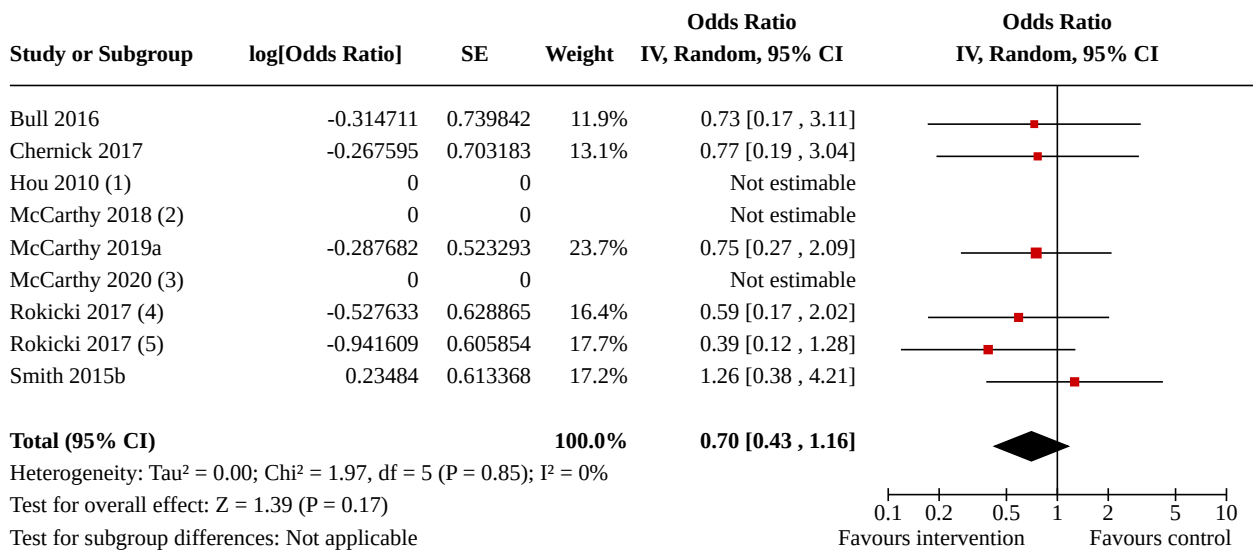 Odds Ratio Odds Ratio
Study or Subgroup log[Odds Ratio] SE Weight IV, Random, 95% CI IV, Random, 95% CI
Bull 2016 -0.314711 0.739842 11.9% 0.73 [0.17 , 3.11]
Chernick 2017 -0.267595 0.703183 13.1% 0.77 [0.19 , 3.04]
Hou 2010 (1) 0 0 Not estimable
McCarthy 2018 (2) 0 0 Not estimable
McCarthy 2019a -0.287682 0.523293 23.7% 0.75 [0.27 , 2.09]
McCarthy 2020 (3) 0 0 Not estimable
Rokicki 2017 (4) -0.527633 0.628865 16.4% 0.59 [0.17 , 2.02]
Rokicki 2017 (5) -0.941609 0.605854 17.7% 0.39 [0.12 , 1.28]
Smith 2015b 0.23484 0.613368 17.2% 1.26 [0.38 , 4.21]
Total (95% CI) 100.0% 0.70 [0.43 , 1.16]
Heterogeneity: Tau² = 0.00; Chi² = 1.97, df = 5 (P = 0.85); I² = 0%
Test for overall effect: Z = 1.39 (P = 0.17)
0.1 0.2 0.5 1 2 5 10
Test for subgroup differences: Not applicable Favours intervention Favours control